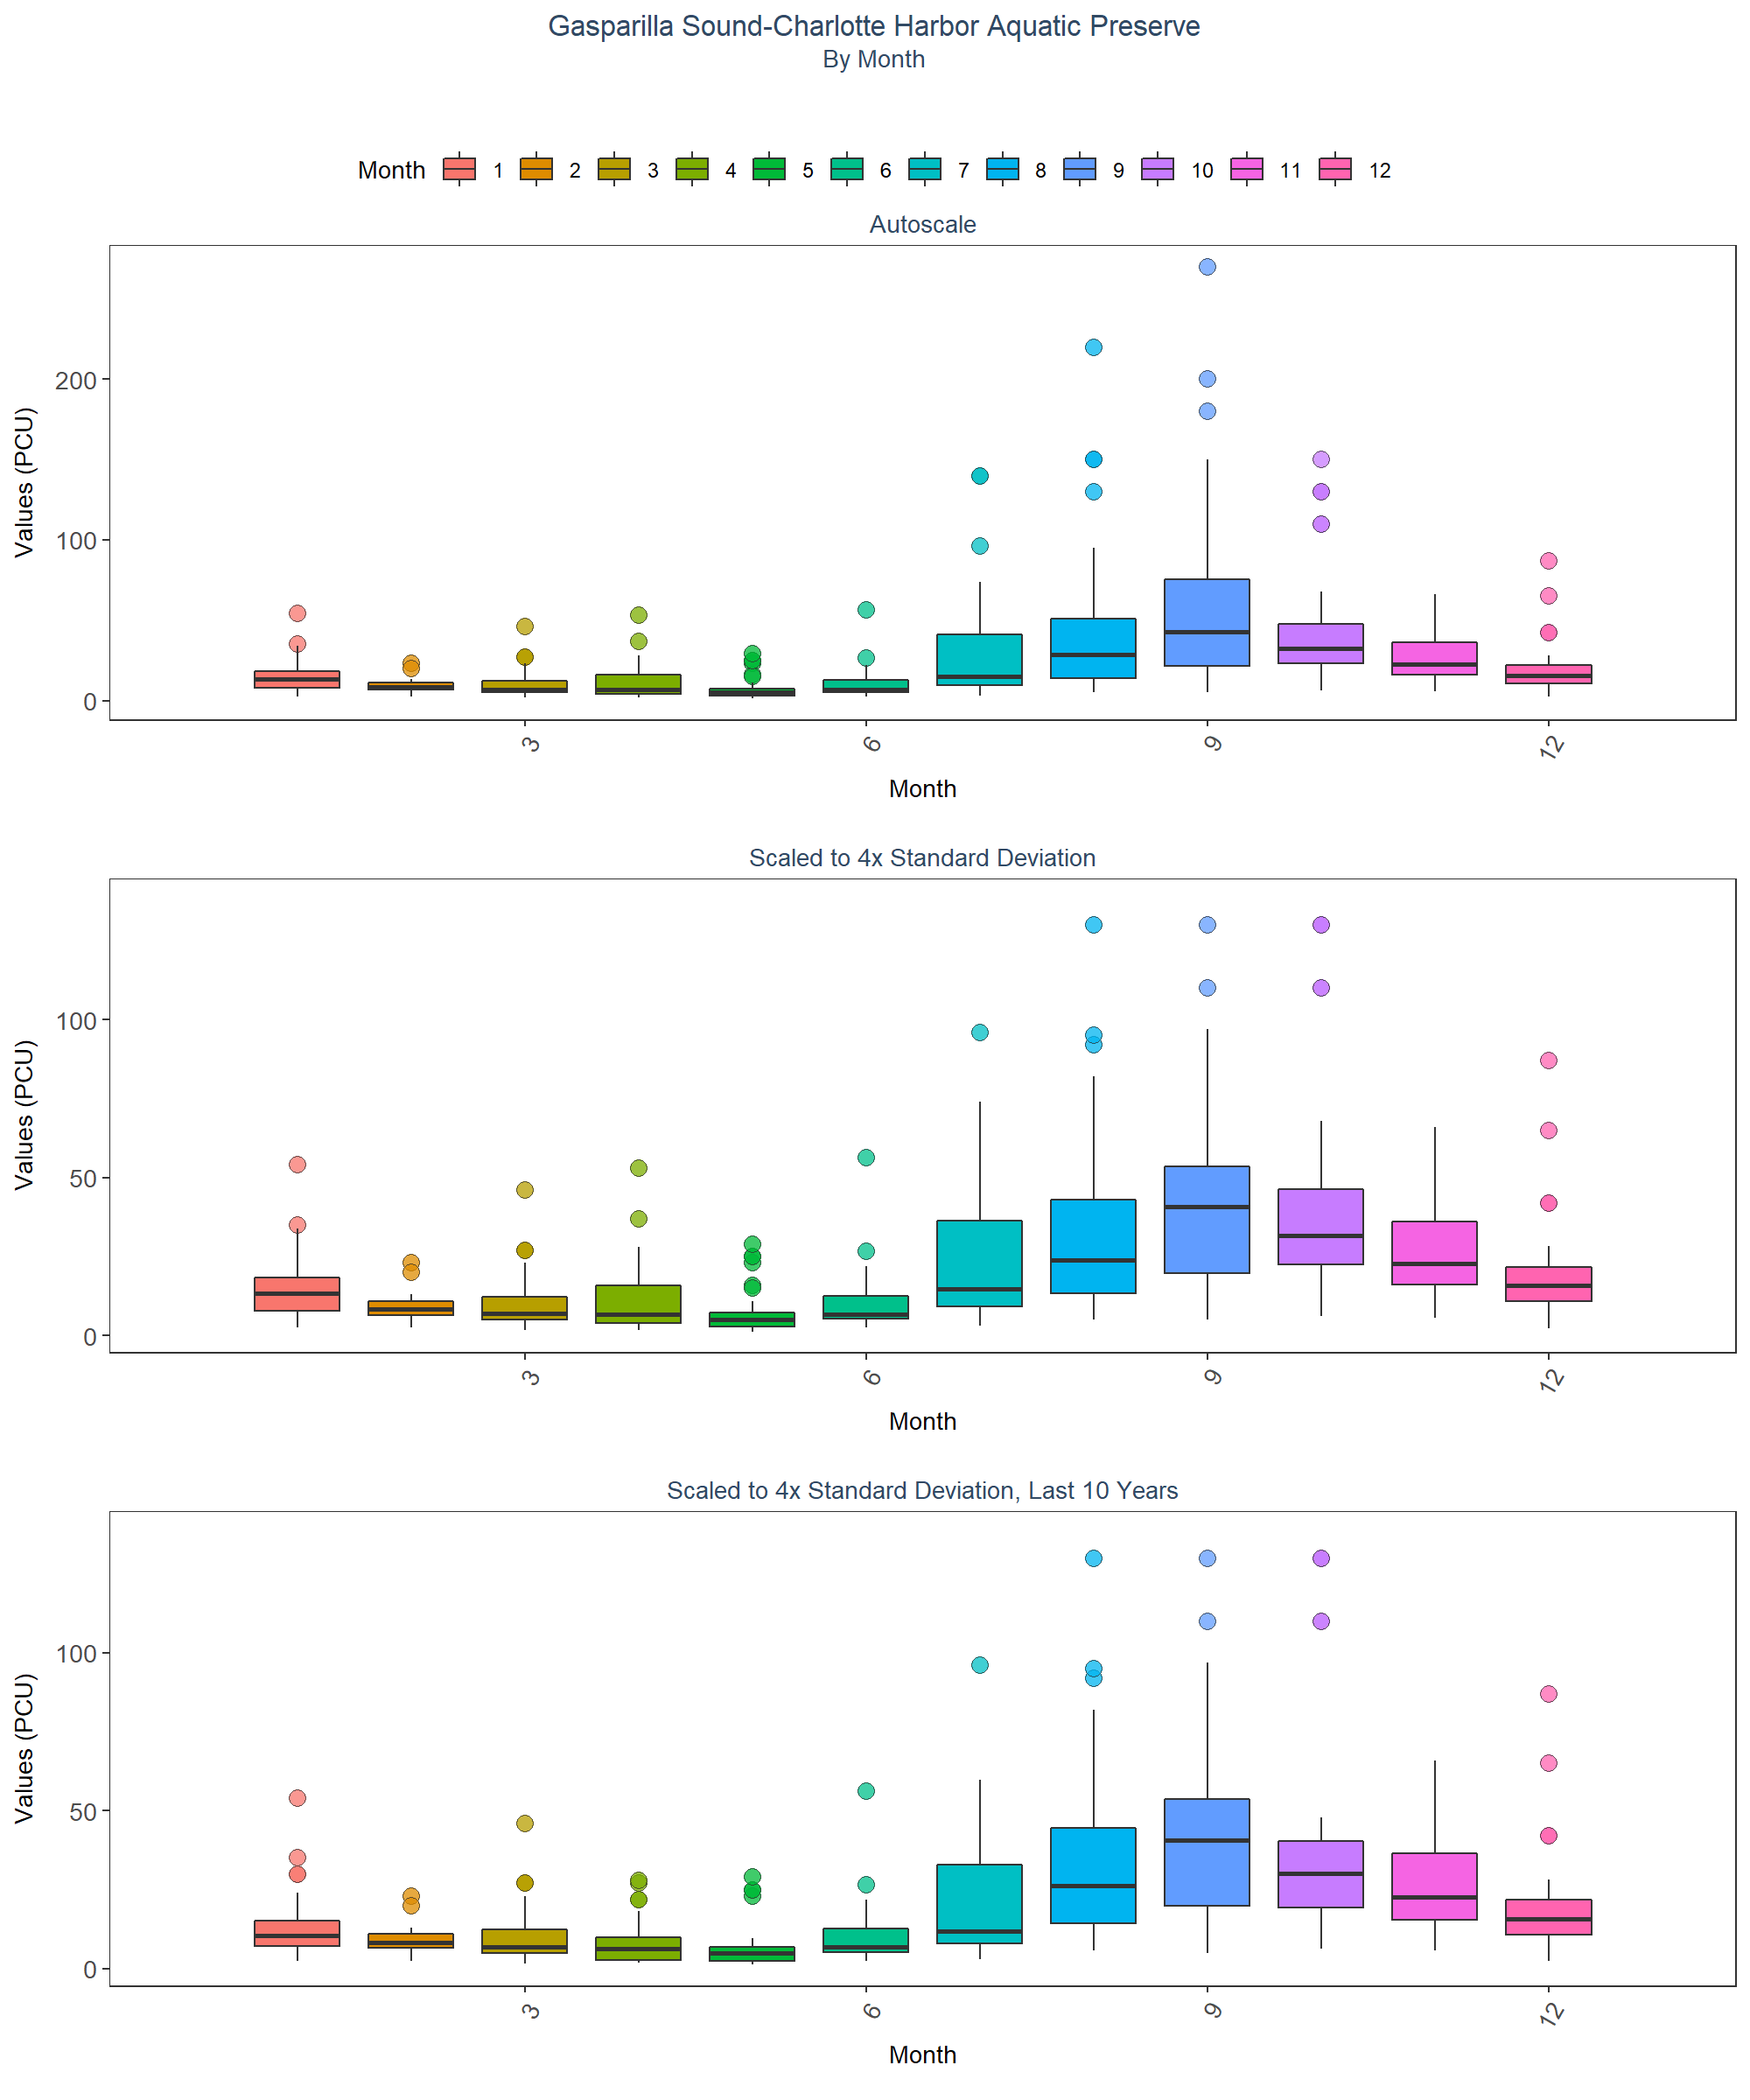 Gasparilla Sound-Charlotte Harbor Aquatic Preserve
By Month
Month 1 2 3 4 5 6 7 8 9 10 11 12
Autoscale
Values (PCU)
200
100
0
3 6 9 12
Month
Scaled to 4x Standard Deviation
Values (PCU)
100
50
0
3 6 9 12
Month
Scaled to 4x Standard Deviation, Last 10 Years
Values (PCU)
100
50
0
3 6 9 12
Month